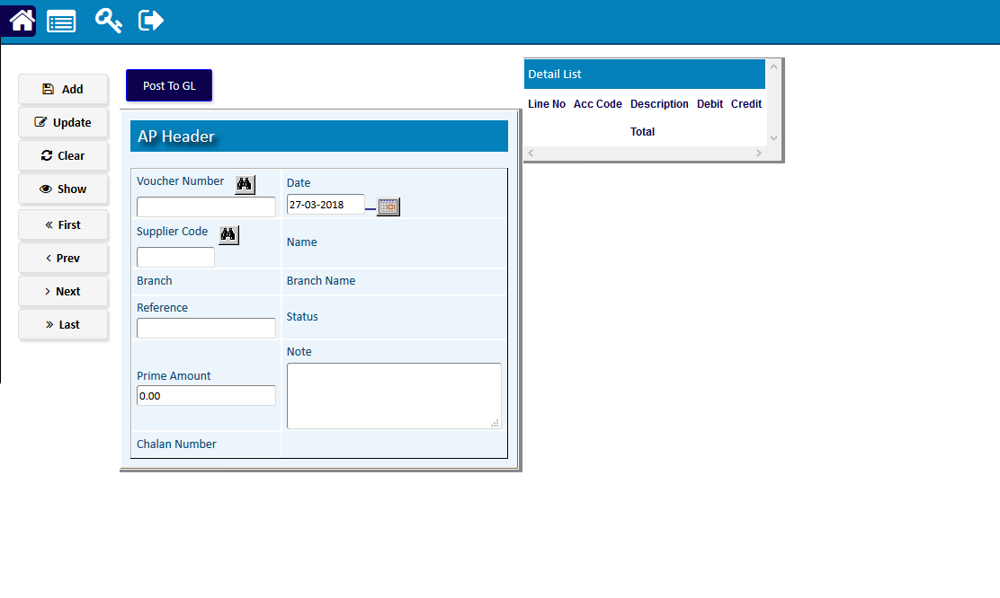 Add
Update
Clear
Show
First
Prev
Next
Last
Post To GL
AP Header
Voucher Number
Date
27-03-2018
Supplier Code
Name
Branch
Branch Name
Reference
Status
Note
Prime Amount
0.00
Chalan Number
Detail List
Line No Acc Code Description Debit Credit
Total